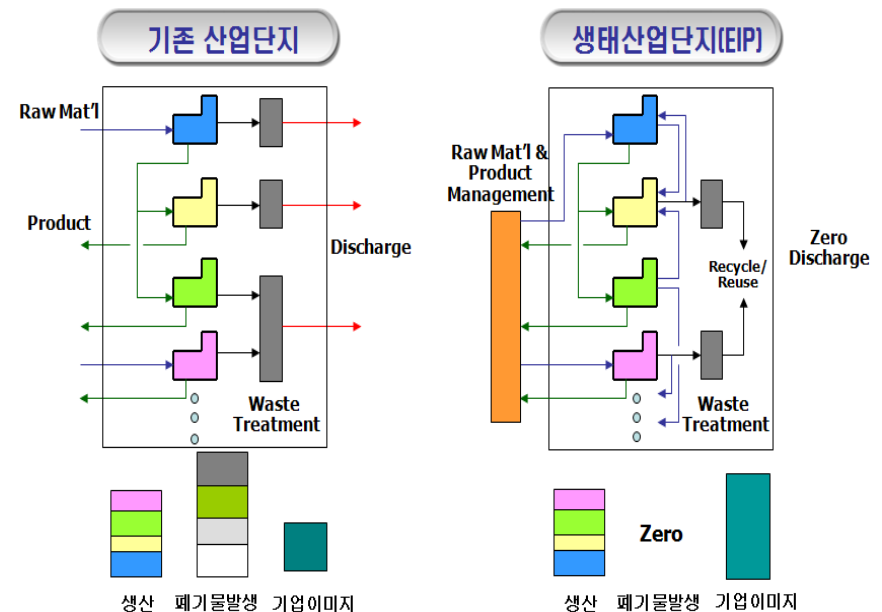 기존 산업단지
Raw Mat'l
Product
Discharge
Waste
Treatment
생산
폐기물발생
기업이미지
생태산업단지(EIP)
Raw Mat'l &
Product
Management
Recycle/
Reuse
Zero
Discharge
Waste
Treatment
Zero
생산
폐기물발생
기업이미지